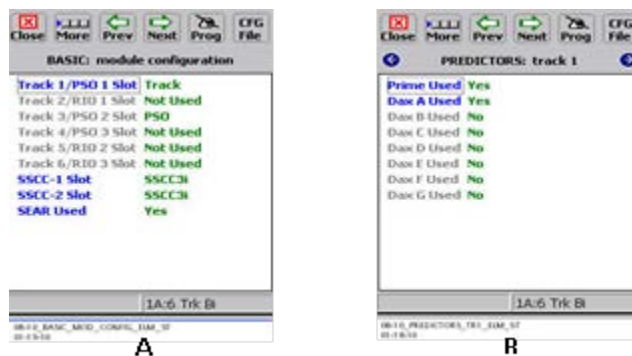 Close More Prev Next Prog CFG File
BASIC: module configuration
Track 1/PSO 1 Slot Track
Track 2/RIO 1 Slot Not Used
Track 3/PSO 2 Slot PSO
Track 4/PSO 3 Slot Not Used
Track 5/RIO 2 Slot Not Used
Track 6/RIO 3 Slot Not Used
SSCC-1 Slot SSCC3i
SSCC-2 Slot SSCC3i
SEAR Used Yes
1A:6 Trk Bi
A
Close More Prev Next Prog CFG File
PREDICTORS: track 1
Prime Used Yes
Dax A Used Yes
Dax B Used No
Dax C Used No
Dax D Used No
Dax E Used No
Dax F Used No
Dax G Used No
1A:6 Trk Bi
B